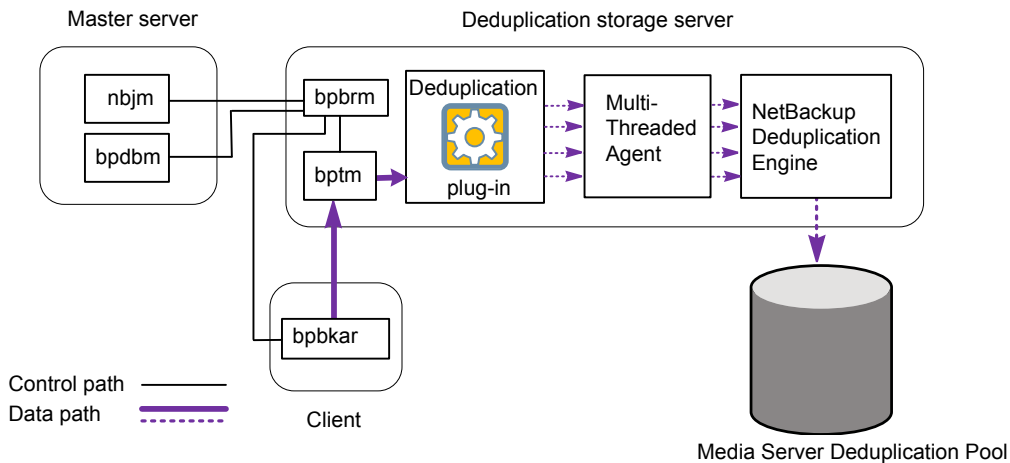 Master server
Deduplication storage server
nbjm
bpdbm
bpbrm
bptm
Deduplication
plug-in
Multi-
Threaded
Agent
NetBackup
Deduplication
Engine
bpbkar
Client
Control path
Data path
Media Server Deduplication Pool